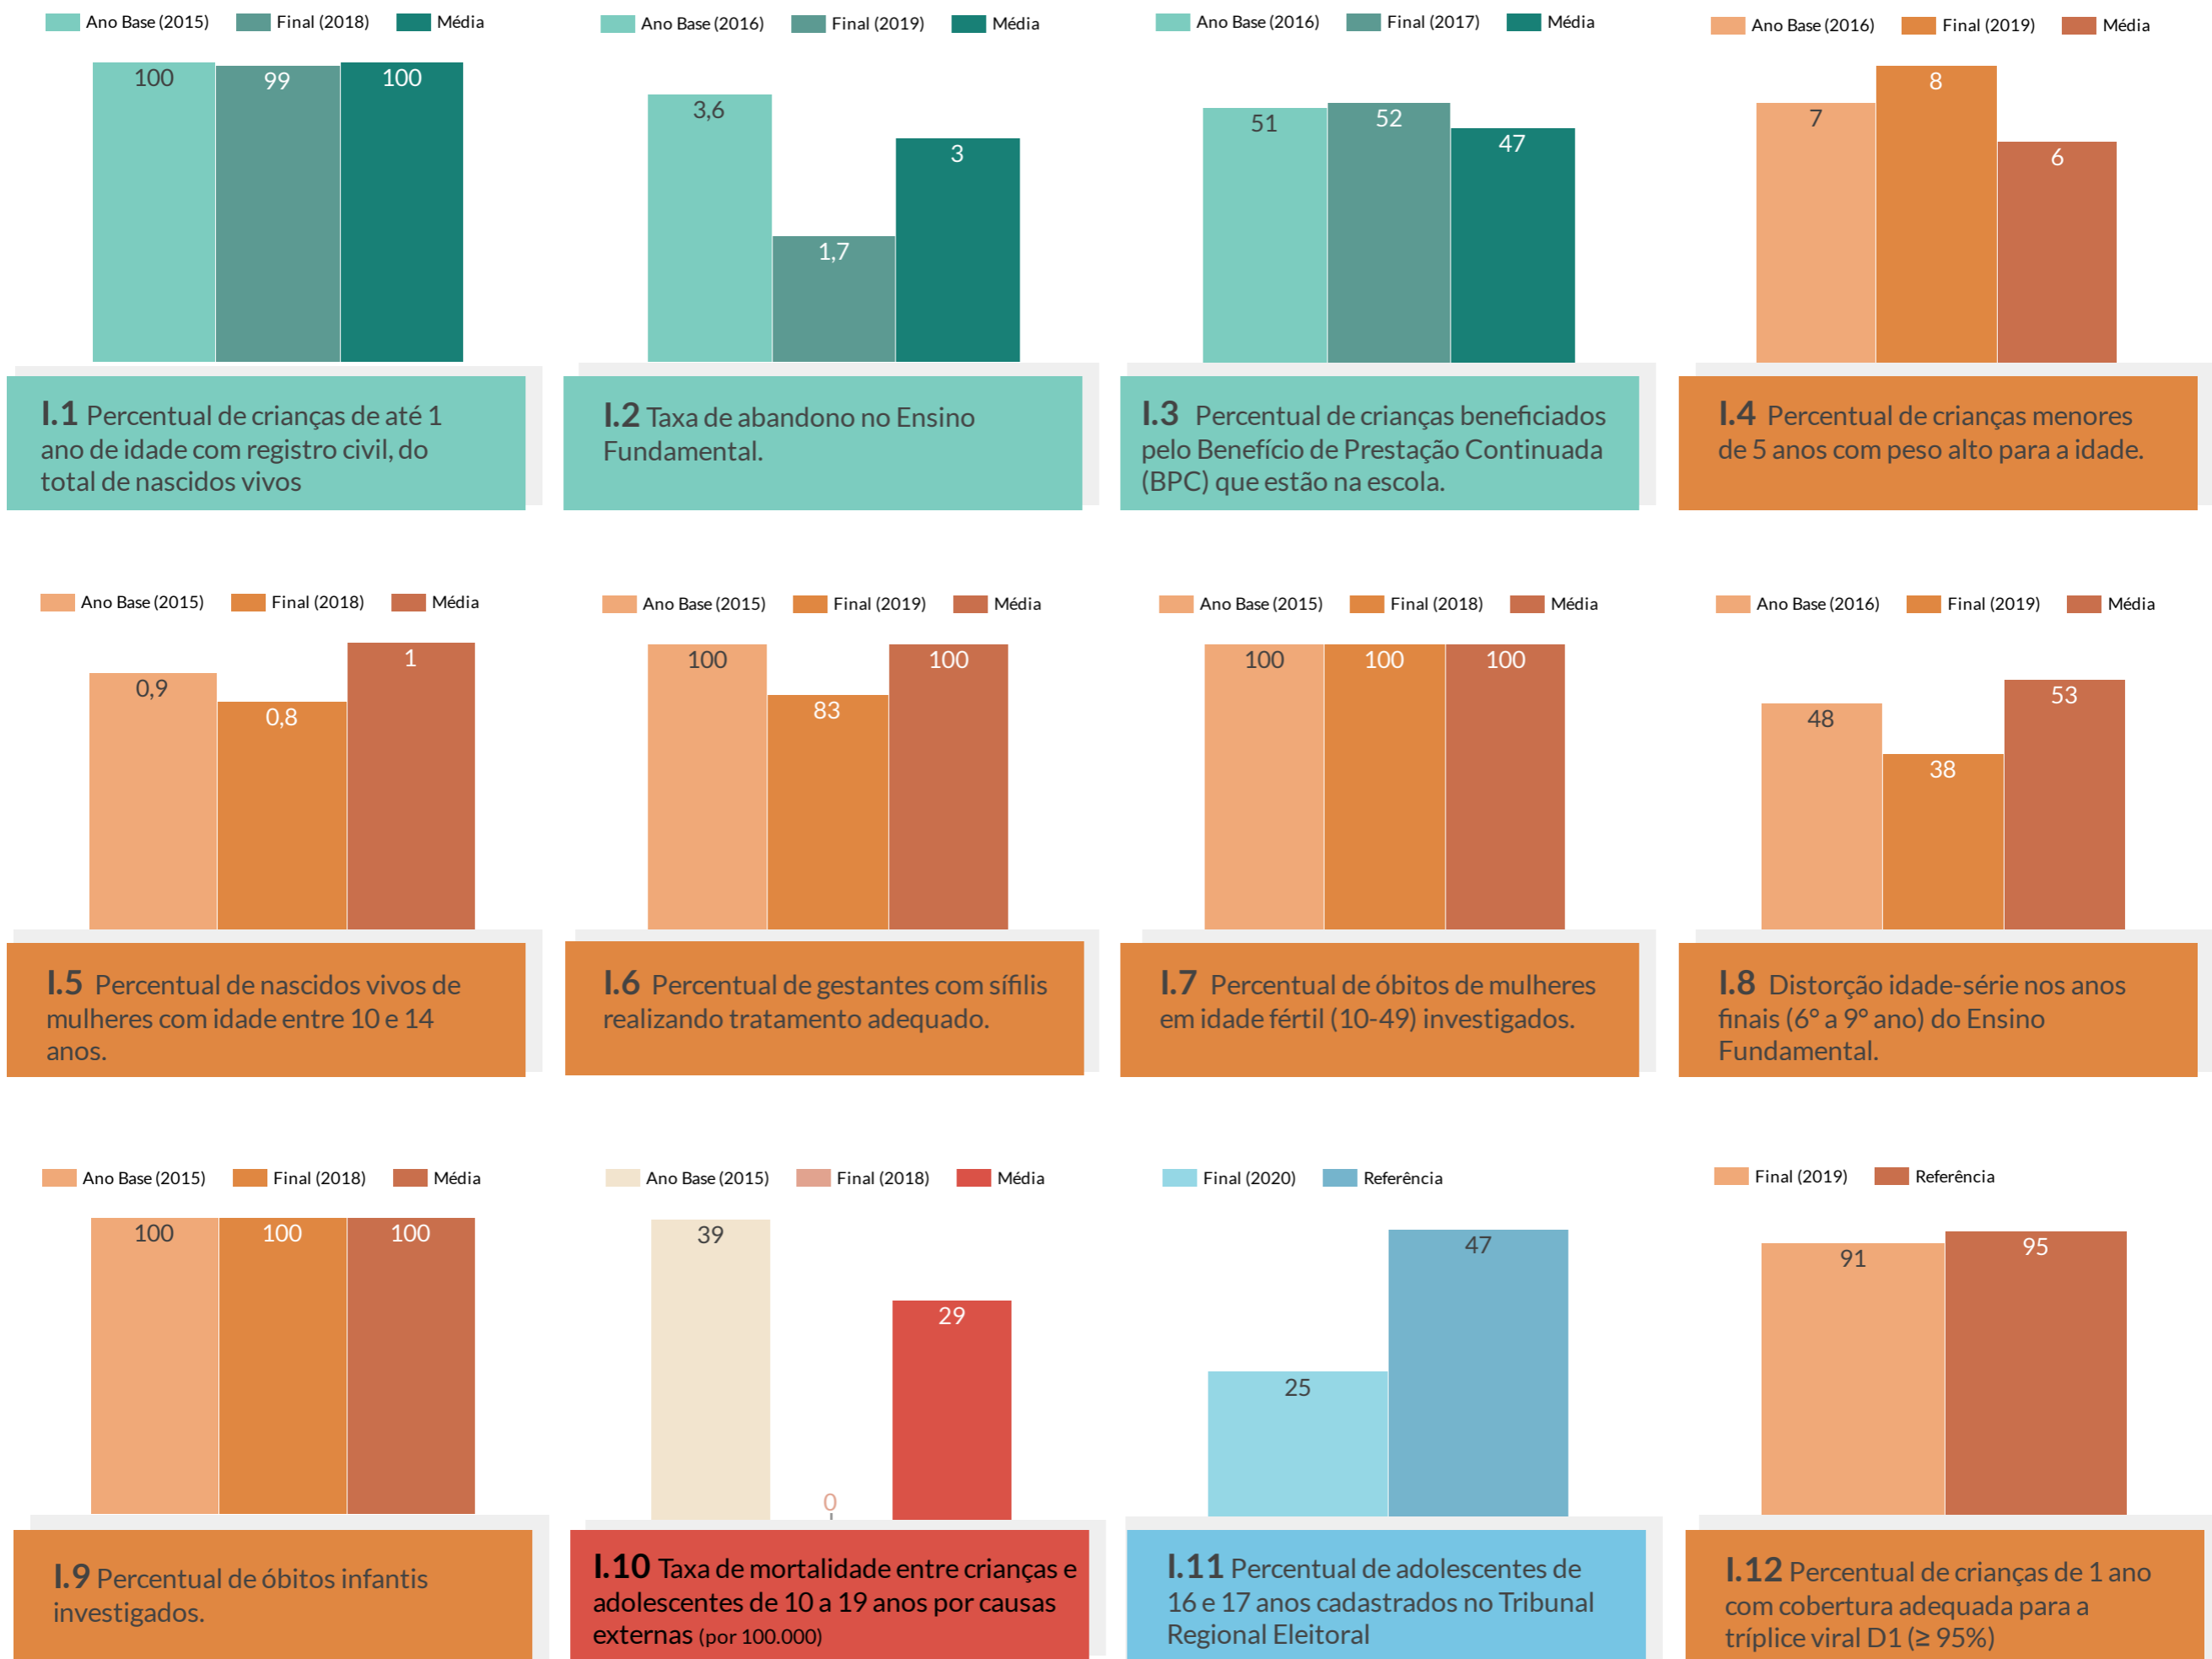 Ano Base (2015) Final (2018) Média
100 99 100
I.1 Percentual de crianças de até 1
ano de idade com registro civil, do
total de nascidos vivos
Ano Base (2016) Final (2019) Média
3,6 1,7 3
I.2 Taxa de abandono no Ensino
Fundamental.
Ano Base (2016) Final (2017) Média
51 52 47
I.3 Percentual de crianças beneficiados
pelo Benefício de Prestação Continuada
(BPC) que estão na escola.
Ano Base (2016) Final (2019) Média
7 8 6
I.4 Percentual de crianças menores
de 5 anos com peso alto para a idade.
Ano Base (2015) Final (2018) Média
0,9 0,8 1
I.5 Percentual de nascidos vivos de
mulheres com idade entre 10 e 14
anos.
Ano Base (2015) Final (2019) Média
100 83 100
I.6 Percentual de gestantes com sífilis
realizando tratamento adequado.
Ano Base (2015) Final (2018) Média
100 100 100
I.7 Percentual de óbitos de mulheres
em idade fértil (10-49) investigados.
Ano Base (2016) Final (2019) Média
48 38 53
I.8 Distorção idade-série nos anos
finais (6° a 9° ano) do Ensino
Fundamental.
Ano Base (2015) Final (2018) Média
100 100 100
I.9 Percentual de óbitos infantis
investigados.
Ano Base (2015) Final (2018) Média
39 0 29
I.10 Taxa de mortalidade entre crianças e
adolescentes de 10 a 19 anos por causas
externas (por 100.000)
Final (2020) Referência
25 47
I.11 Percentual de adolescentes de
16 e 17 anos cadastrados no Tribunal
Regional Eleitoral
Final (2019) Referência
91 95
I.12 Percentual de crianças de 1 ano
com cobertura adequada para a
tríplice viral D1 (≥ 95%)